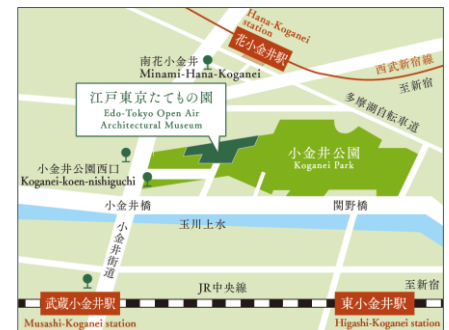 Hana-Koganei
station
花小金井駅
南花小金井
Minami-Hana-Koganei
西武新宿線
至新宿
多摩湖自転車道
江戸東京たてもの園
Edo-Tokyo Open Air
Architectural Museum
小金井公園
Koganei Park
小金井公園西口
Koganei-koen-nishiguchi
小金井橋
関野橋
玉川上水
小金井街道
JR中央線
至新宿
武蔵小金井駅
Musashi-Koganei station
東小金井駅
Higashi-Koganei station